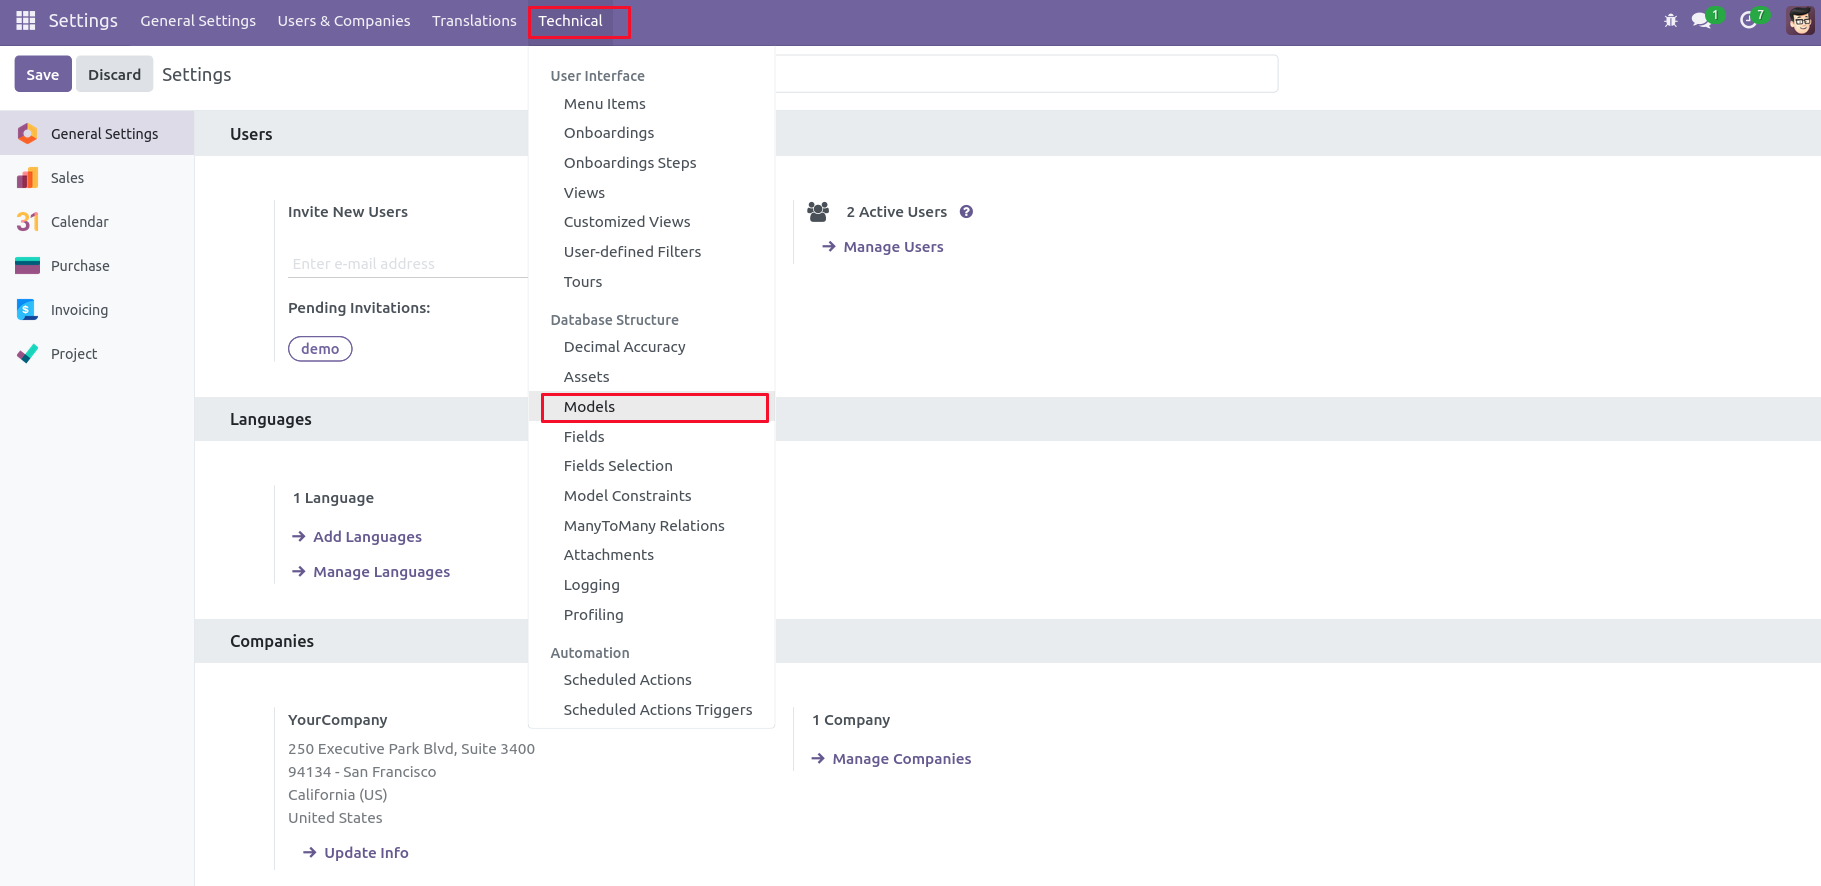 Settings General Settings Users & Companies Translations Technical 1 7
Save Discard Settings
General Settings
Sales
31 Calendar
Purchase
$ Invoicing
Project
User Interface
Menu Items
Onboardings
Onboardings Steps
Views
Customized Views
User-defined Filters
Tours
Database Structure
Decimal Accuracy
Assets
Models
Fields
Fields Selection
Model Constraints
ManyToMany Relations
Attachments
Logging
Profiling
Automation
Scheduled Actions
Scheduled Actions Triggers
Users
Invite New Users
Enter e-mail address
Pending Invitations:
demo
2 Active Users ?
→ Manage Users
Languages
1 Language
→ Add Languages
→ Manage Languages
Companies
YourCompany
250 Executive Park Blvd, Suite 3400
94134 - San Francisco
California (US)
United States
→ Update Info
1 Company
→ Manage Companies